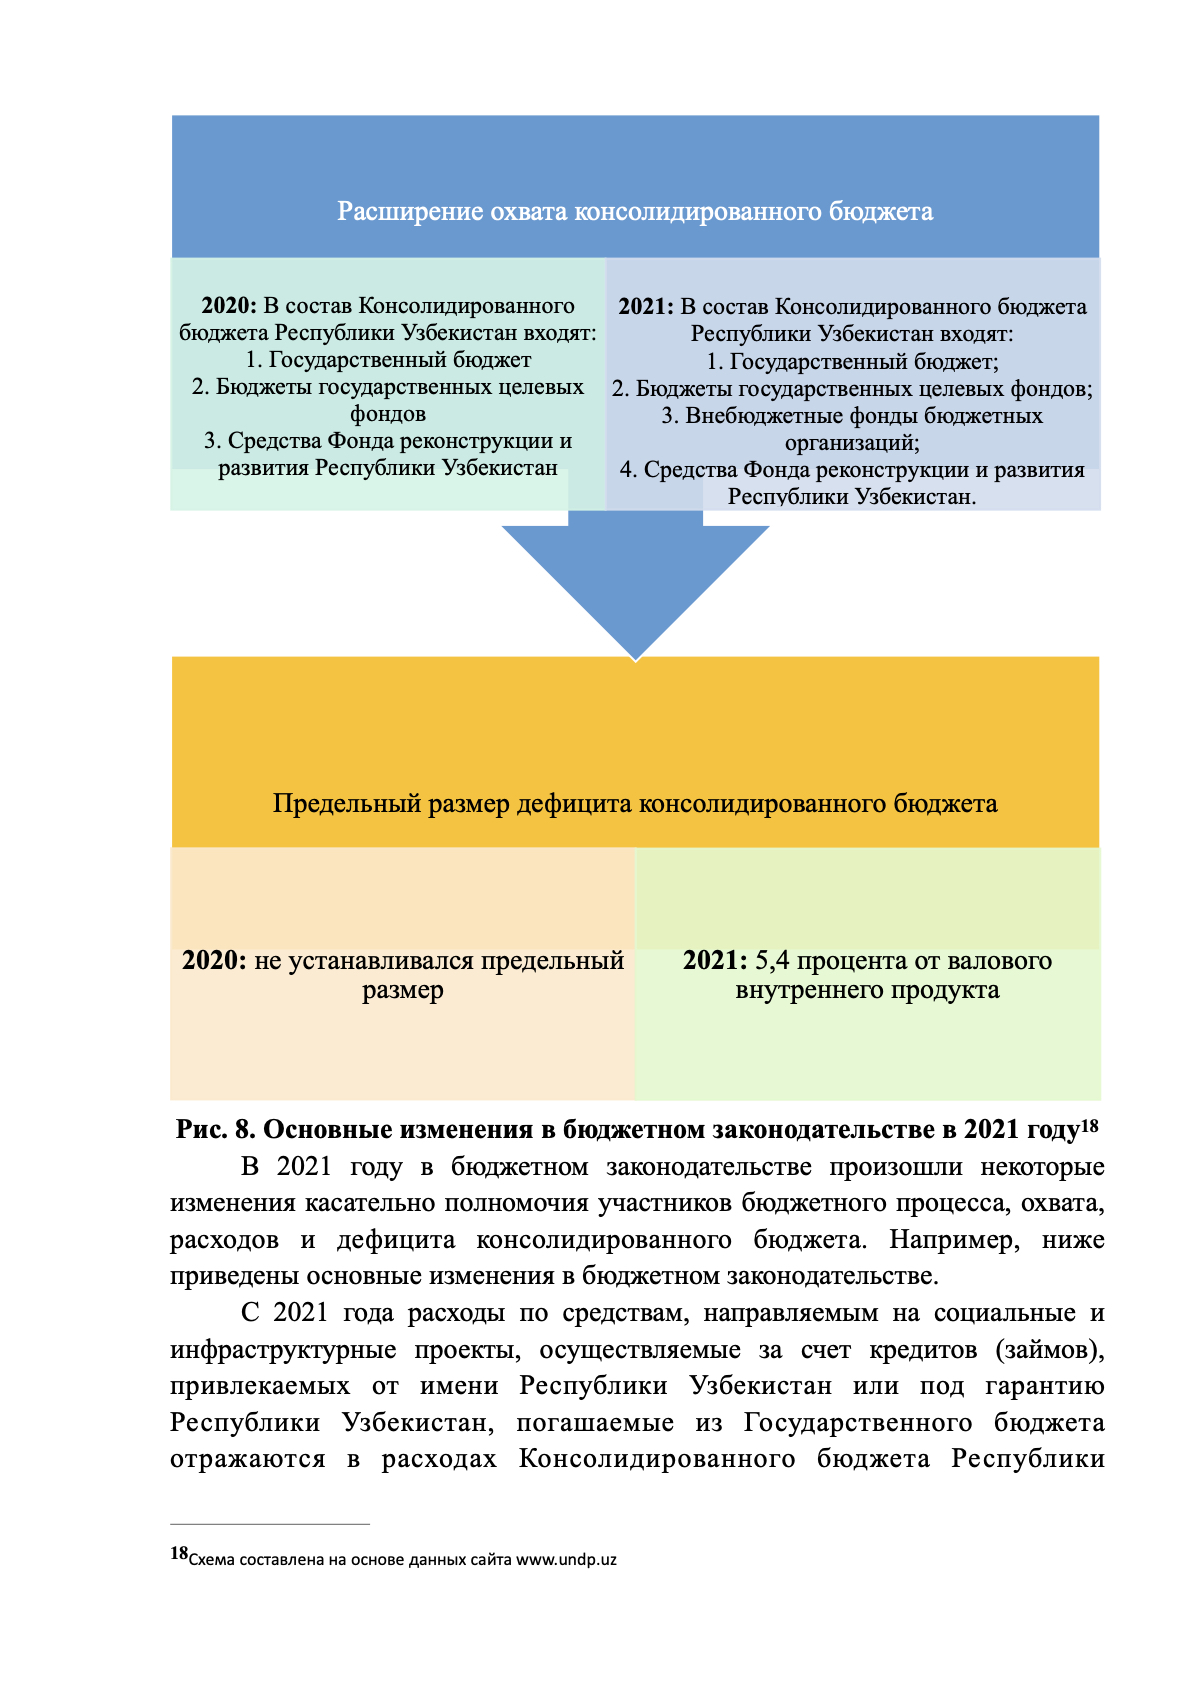 Расширение охвата консолидированного бюджета
2020: В состав Консолидированного
бюджета Республики Узбекистан входят:
1. Государственный бюджет
2. Бюджеты государственных целевых
фондов
3. Средства Фонда реконструкции и
развития Республики Узбекистан
2021: В состав Консолидированного бюджета
Республики Узбекистан входят:
1. Государственный бюджет;
2. Бюджеты государственных целевых фондов;
3. Внебюджетные фонды бюджетных
организаций;
4. Средства Фонда реконструкции и развития
Республики Узбекистан.
Предельный размер дефицита консолидированного бюджета
2020: не устанавливался предельный
размер
2021: 5,4 процента от валового
внутреннего продукта
Рис. 8. Основные изменения в бюджетном законодательстве в 2021 году18
В 2021 году в бюджетном законодательстве произошли некоторые
изменения касательно полномочия участников бюджетного процесса, охвата,
расходов и дефицита консолидированного бюджета. Например, ниже
приведены основные изменения в бюджетном законодательстве.
С 2021 года расходы по средствам, направляемым на социальные и
инфраструктурные проекты, осуществляемые за счет кредитов (займов),
привлекаемых от имени Республики Узбекистан или под гарантию
Республики Узбекистан, погашаемые из Государственного бюджета
отражаются в расходах Консолидированного бюджета Республики
18Схема составлена на основе данных сайта www.undp.uz